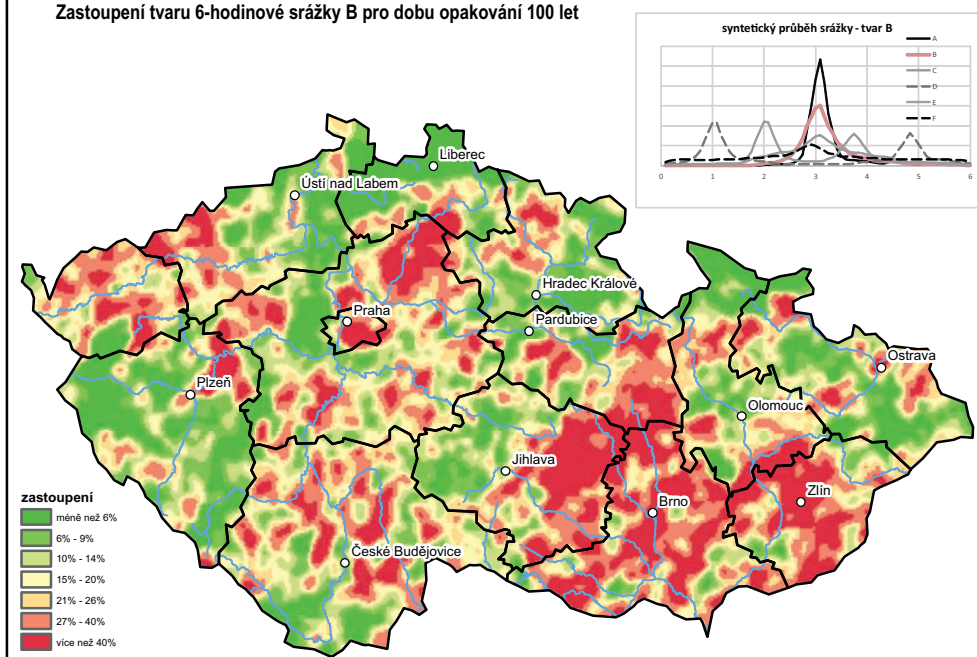 Zastoupení tvaru 6-hodinové srážky B pro dobu opakování 100 let
syntetický průběh srážky - tvar B
A
B
C
D
E
F
0 1 2 3 4 5 6
Liberec
Ústí nad Labem
Hradec Králové
Praha
Pardubice
Ostrava
Plzeň
Olomouc
Jihlava
Zlín
Brno
České Budějovice
zastoupení
méně než 6%
6% - 9%
10% - 14%
15% - 20%
21% - 26%
27% - 40%
více než 40%